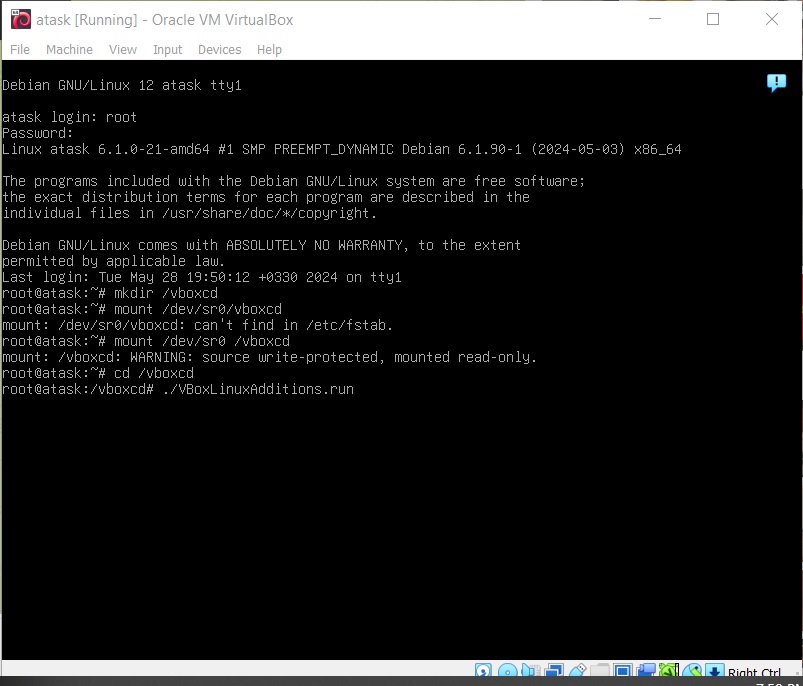 atask [Running] - Oracle VM VirtualBox
File Machine View Input Devices Help
Debian GNU/Linux 12 atask tty1
atask login: root
Password:
Linux atask 6.1.0-21-amd64 #1 SMP PREEMPT_DYNAMIC Debian 6.1.90-1 (2024-05-03) x86_64
The programs included with the Debian GNU/Linux system are free software;
the exact distribution terms for each program are described in the
individual files in /usr/share/doc/*/copyright.
Debian GNU/Linux comes with ABSOLUTELY NO WARRANTY, to the extent
permitted by applicable law.
Last login: Tue May 28 19:50:12 +0330 2024 on tty1
root@atask:~# mkdir /vboxcd
root@atask:~# mount /dev/sr0/vboxcd
mount: /dev/sr0/vboxcd: can't find in /etc/fstab.
root@atask:~# mount /dev/sr0 /vboxcd
mount: /vboxcd: WARNING: source write-protected, mounted read-only.
root@atask:~# cd /vboxcd
root@atask:/vboxcd# ./VBoxLinuxAdditions.run
Right Ctrl